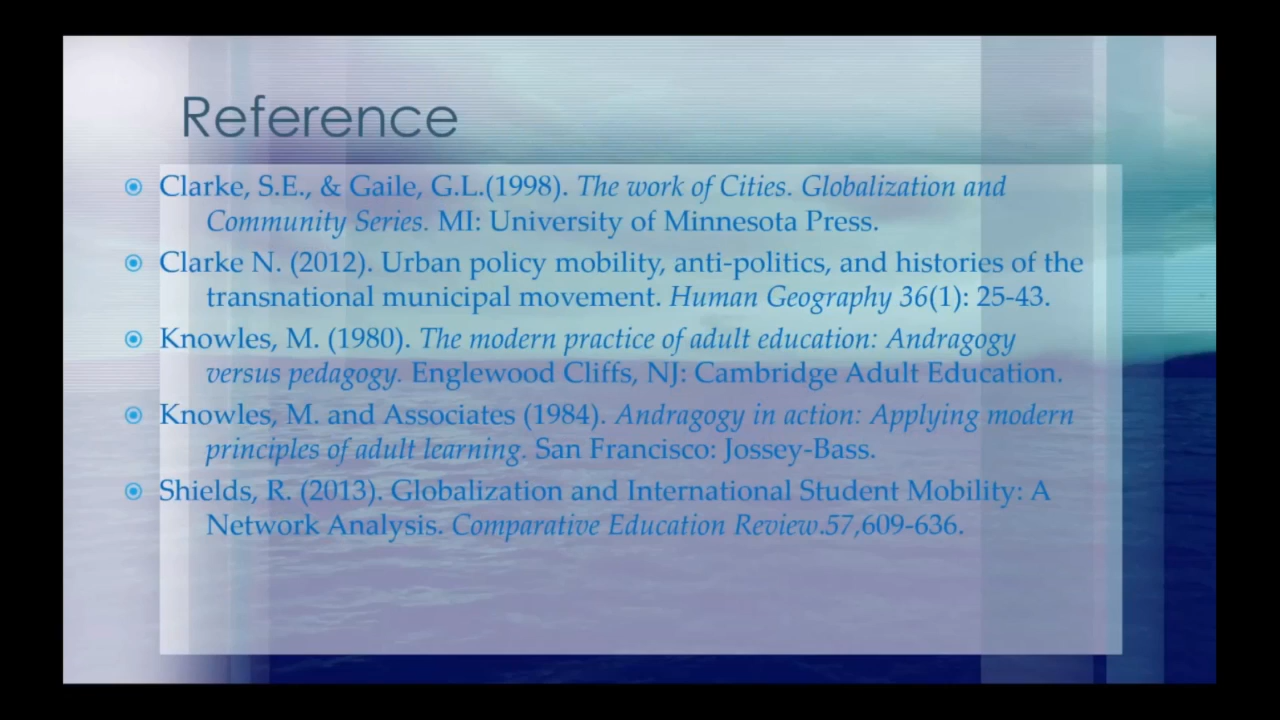 Reference
Clarke, S.E., & Gaile, G.L.(1998). The work of Cities. Globalization and
Community Series. MI: University of Minnesota Press.
Clarke N. (2012). Urban policy mobility, anti-politics, and histories of the
transnational municipal movement. Human Geography 36(1): 25-43.
Knowles, M. (1980). The modern practice of adult education: Andragogy
versus pedagogy. Englewood Cliffs, NJ: Cambridge Adult Education.
Knowles, M. and Associates (1984). Andragogy in action: Applying modern
principles of adult learning. San Francisco: Jossey-Bass.
Shields, R. (2013). Globalization and International Student Mobility: A
Network Analysis. Comparative Education Review.57,609-636.